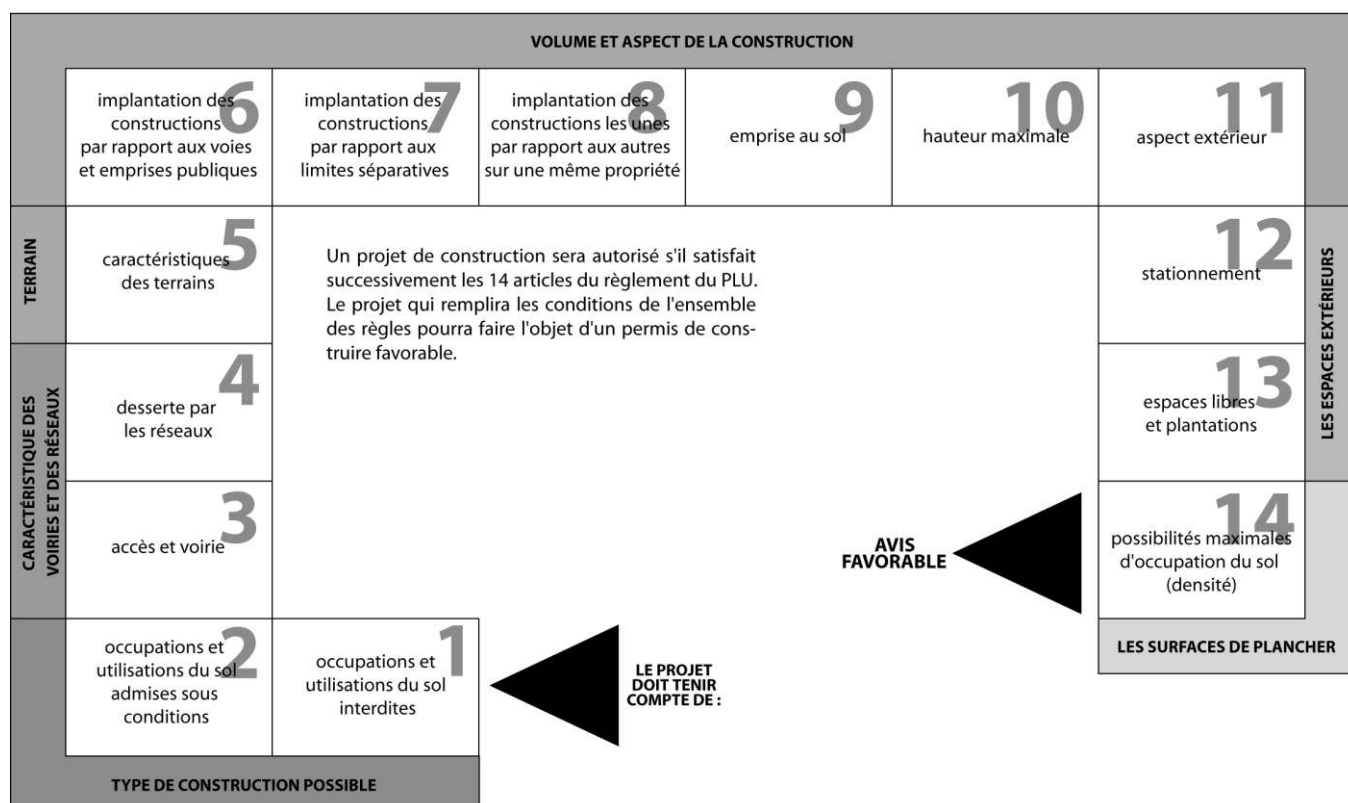 VOLUME ET ASPECT DE LA CONSTRUCTION
6
implantation des
constructions
par rapport aux voies
et emprises publiques
7
implantation des
constructions
par rapport aux
limites séparatives
8
implantation des
constructions les unes
par rapport aux autres
sur une même propriété
9
emprise au sol
10
hauteur maximale
11
aspect extérieur
TERRAIN
5
caractéristiques
des terrains
Un projet de construction sera autorisé s'il satisfait
successivement les 14 articles du règlement du PLU.
Le projet qui remplira les conditions de l'ensemble
des règles pourra faire l'objet d'un permis de cons-
truire favorable.
12
stationnement
LES ESPACES EXTÉRIEURS
CARACTÉRISTIQUE DES
VOIRIES ET DES RÉSEAUX
4
desserte par
les réseaux
13
espaces libres
et plantations
3
accès et voirie
AVIS
FAVORABLE
14
possibilités maximales
d'occupation du sol
(densité)
LES SURFACES DE PLANCHER
2
occupations et
utilisations du sol
admises sous
conditions
1
occupations et
utilisations du sol
interdites
LE PROJET
DOIT TENIR
COMPTE DE :
TYPE DE CONSTRUCTION POSSIBLE